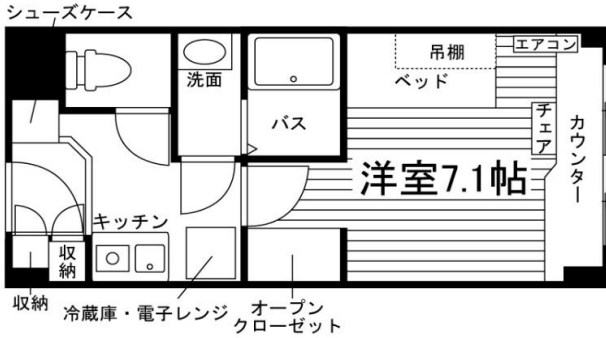 シューズケース
洗面
バス
吊棚
ベッド
エアコン
チェア
カウンター
洋室7.1帖
キッチン
収納
収納
冷蔵庫・電子レンジ
オープン
クローゼット